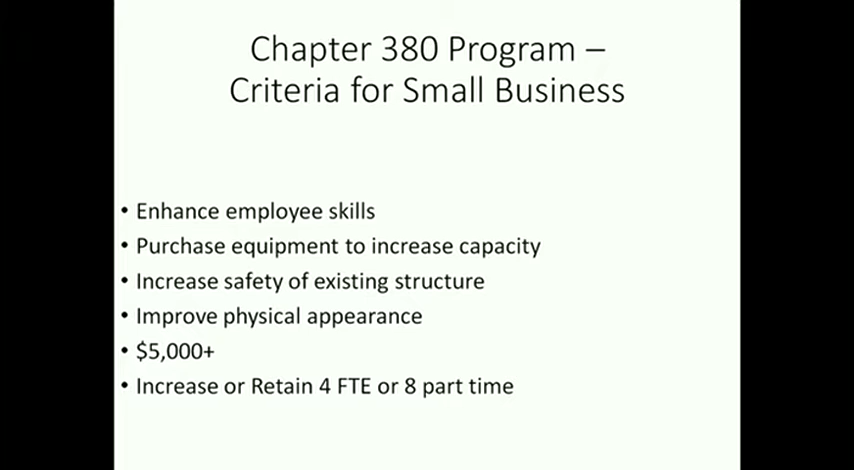 Chapter 380 Program –
Criteria for Small Business
• Enhance employee skills
• Purchase equipment to increase capacity
• Increase safety of existing structure
• Improve physical appearance
• $5,000+
• Increase or Retain 4 FTE or 8 part time